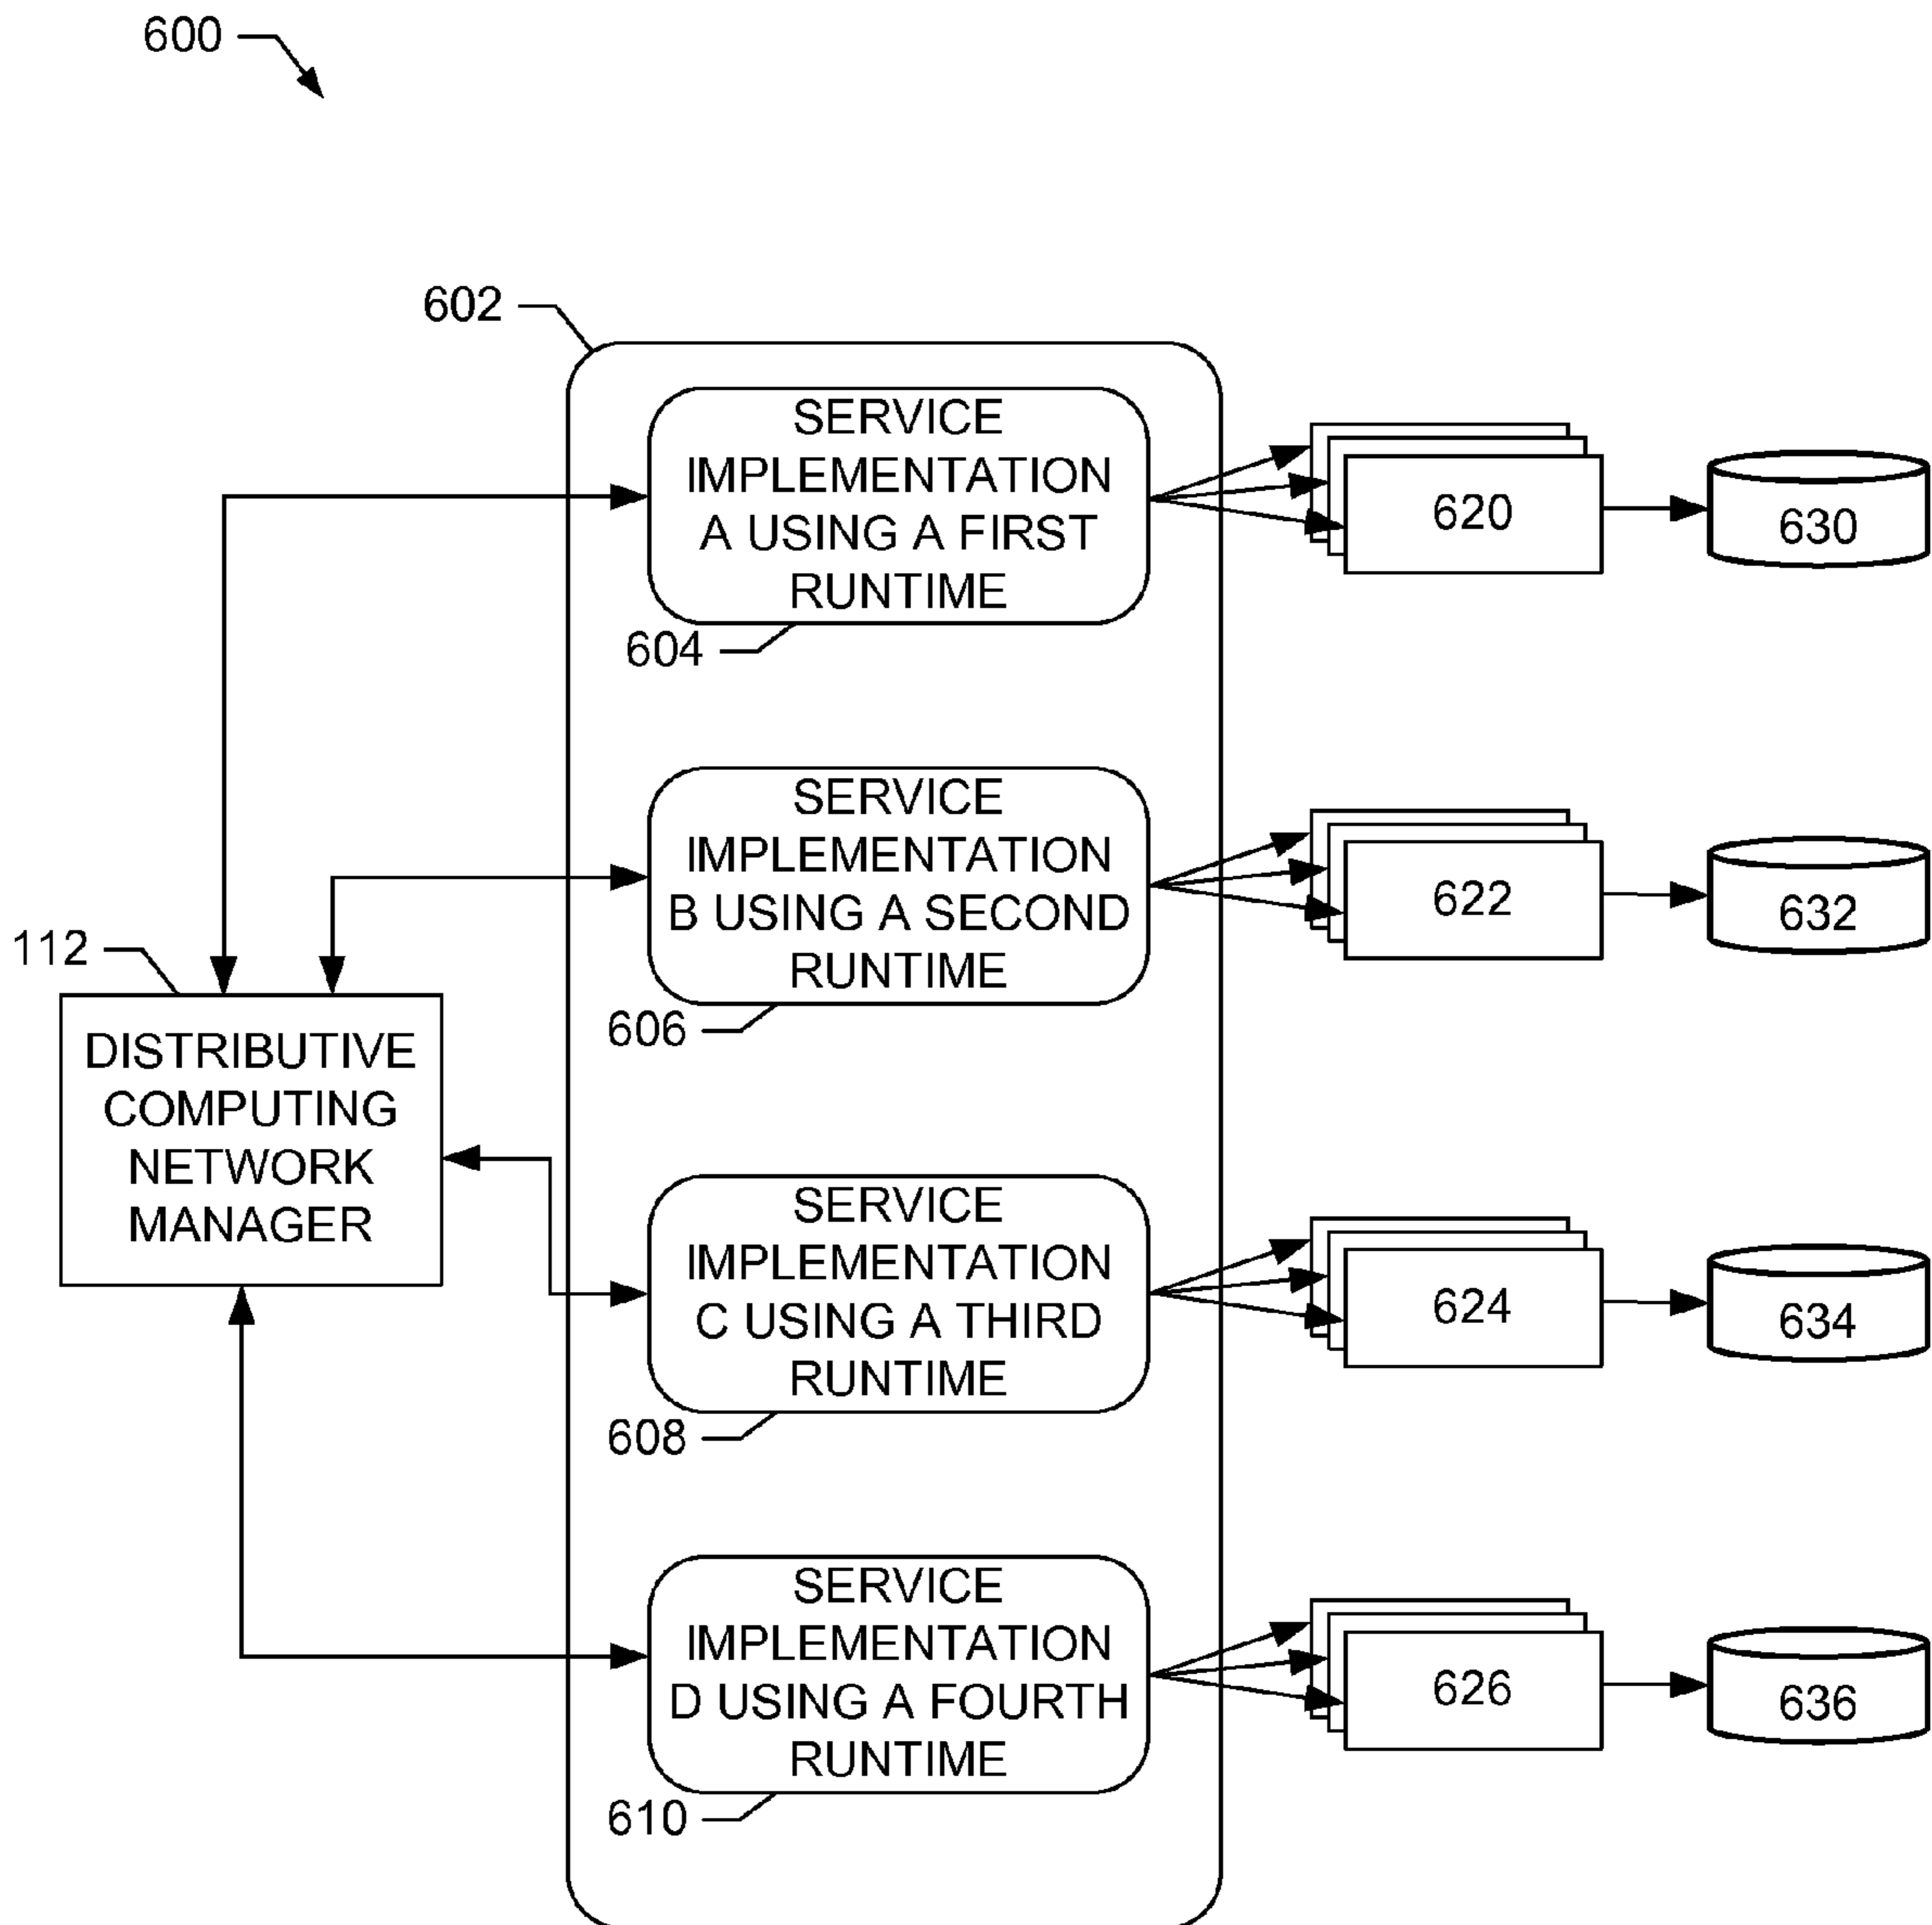 600
602
SERVICE
IMPLEMENTATION
A USING A FIRST
RUNTIME
604
620
630
SERVICE
IMPLEMENTATION
B USING A SECOND
RUNTIME
606
622
632
112
DISTRIBUTIVE
COMPUTING
NETWORK
MANAGER
SERVICE
IMPLEMENTATION
C USING A THIRD
RUNTIME
608
624
634
SERVICE
IMPLEMENTATION
D USING A FOURTH
RUNTIME
610
626
636